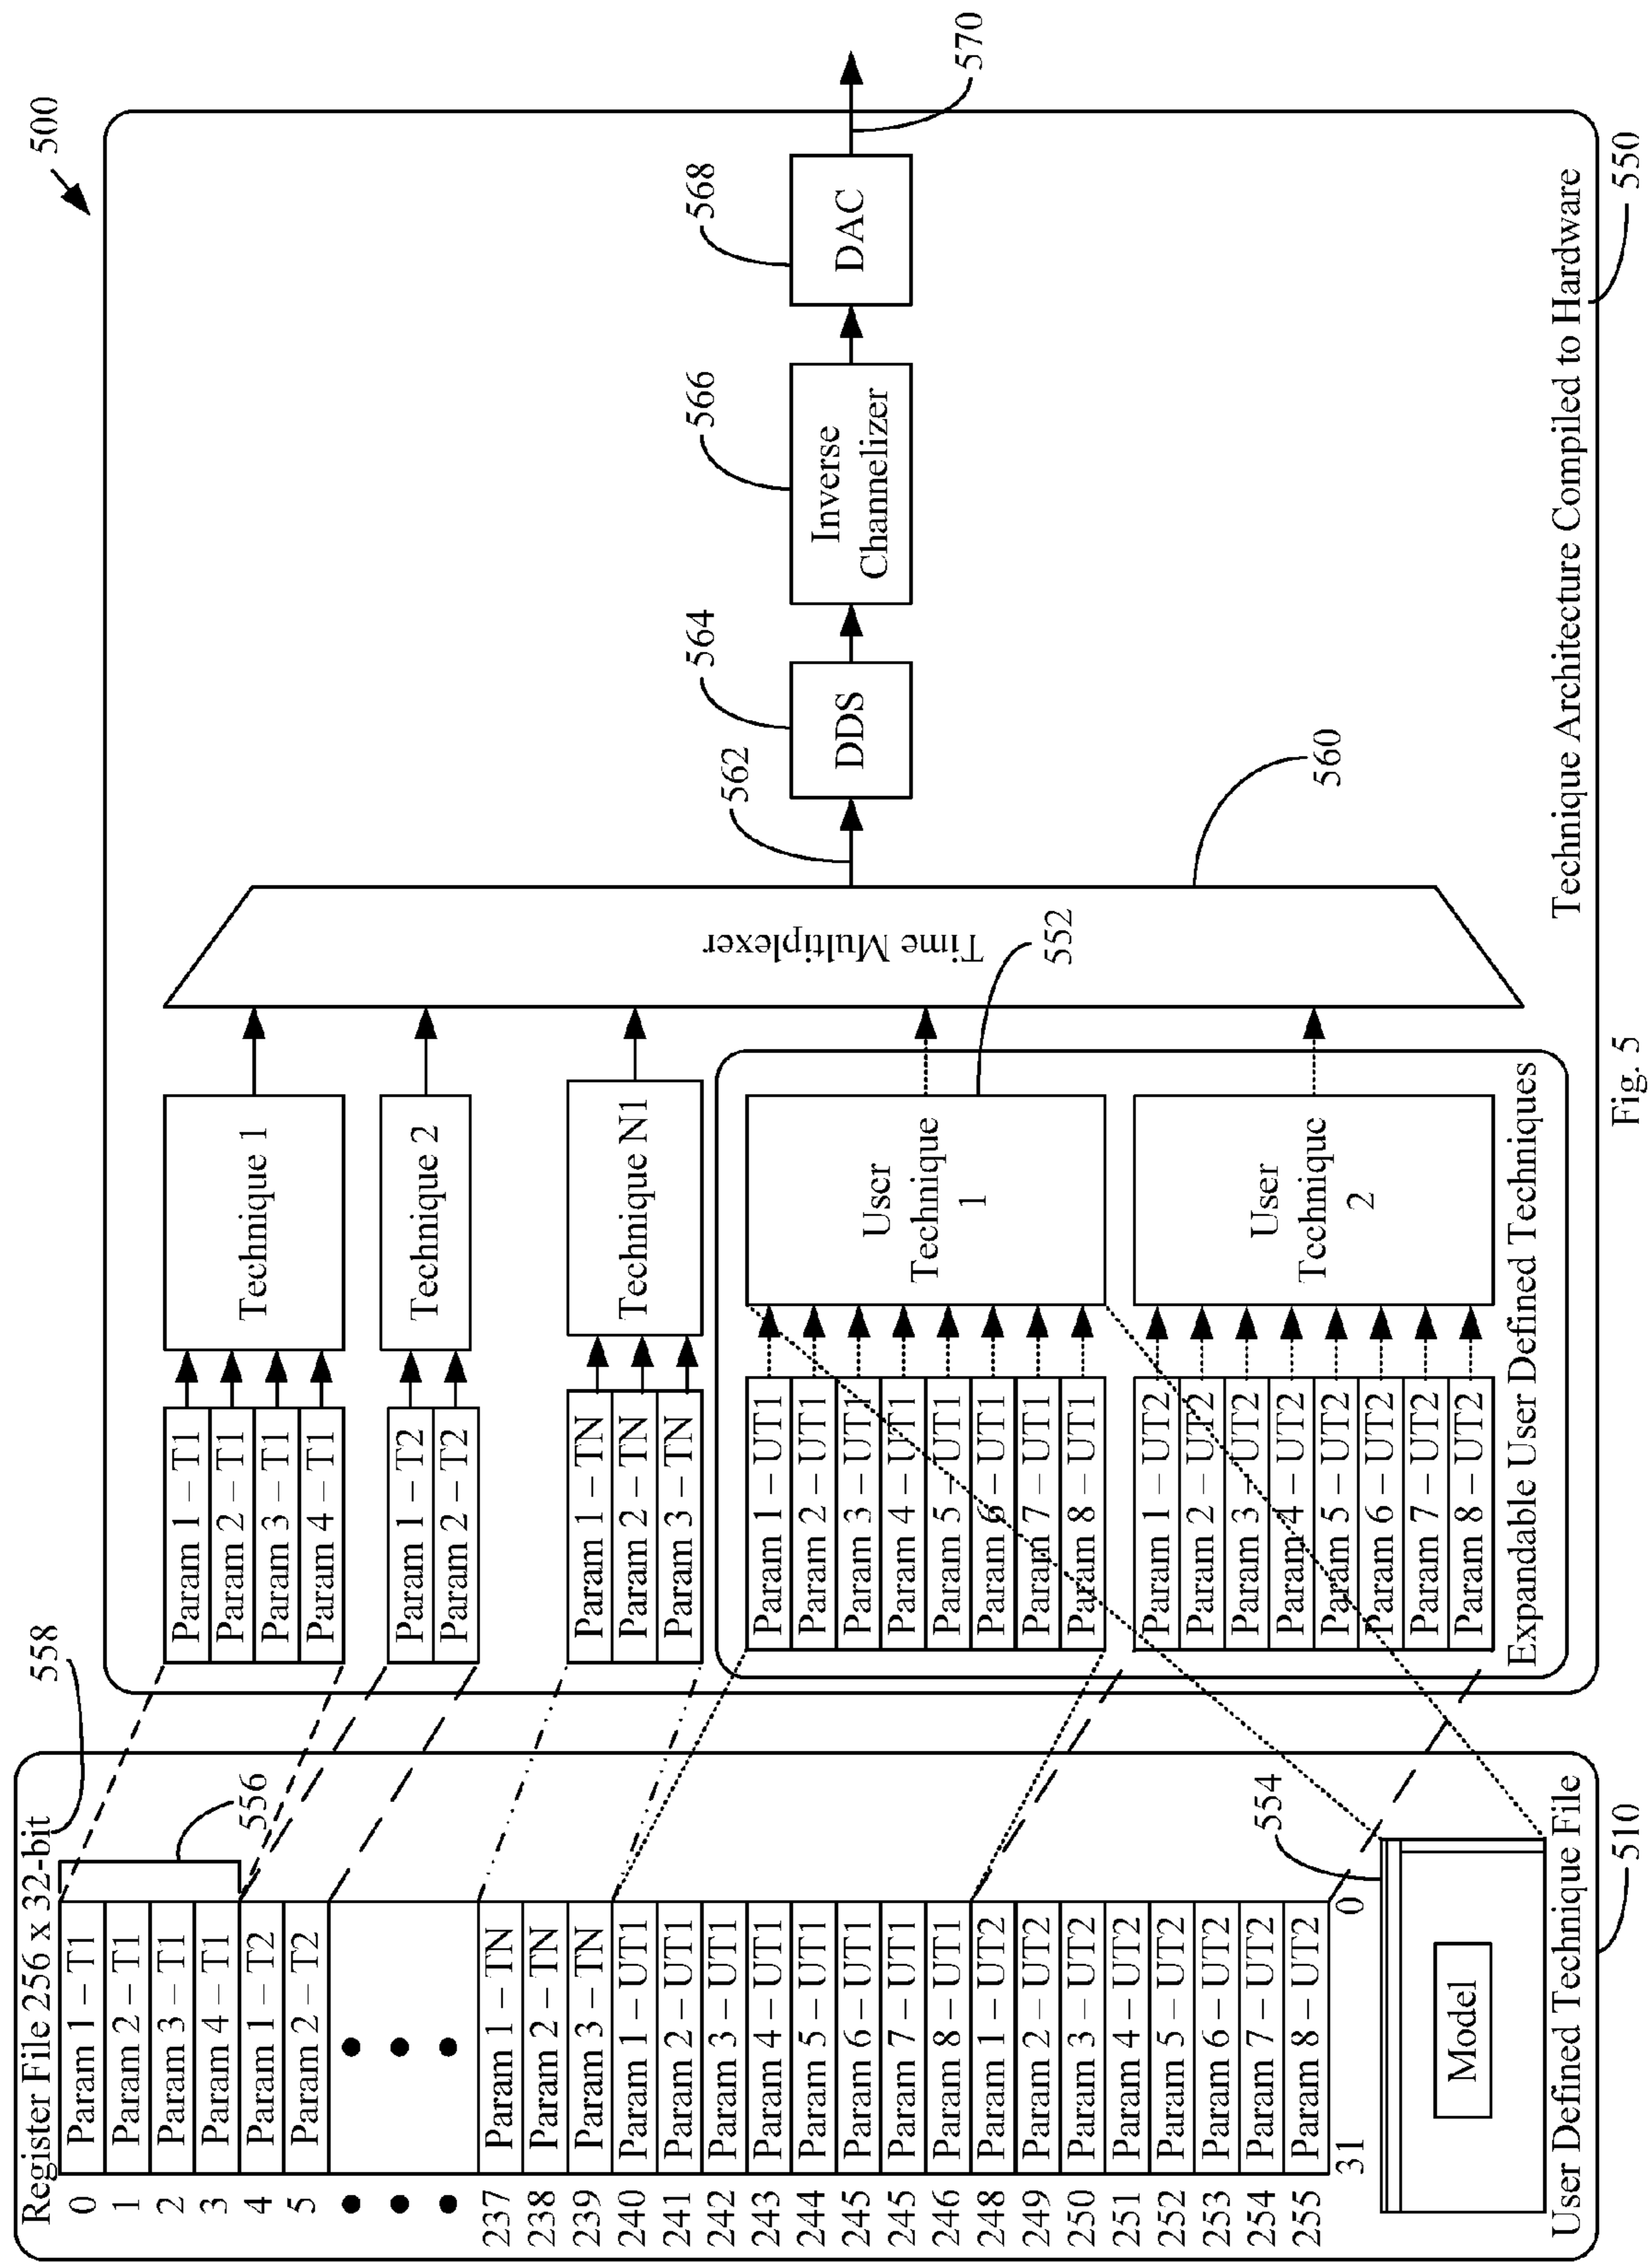 500
Register File 256 x 32-bit
558
0 Param 1 – T1
1 Param 2 – T1
2 Param 3 – T1
3 Param 4 – T1
4 Param 1 – T2
5 Param 2 – T2
237 Param 1 – TN
238 Param 2 – TN
239 Param 3 – TN
240 Param 1 – UT1
241 Param 2 – UT1
242 Param 3 – UT1
243 Param 4 – UT1
244 Param 5 – UT1
245 Param 6 – UT1
245 Param 7 – UT1
246 Param 8 – UT1
248 Param 1 – UT2
249 Param 2 – UT2
250 Param 3 – UT2
251 Param 4 – UT2
252 Param 5 – UT2
253 Param 6 – UT2
254 Param 7 – UT2
255 Param 8 – UT2
31 0
556
554
Model
User Defined Technique File
510
Param 1 – T1
Param 2 – T1
Param 3 – T1
Param 4 – T1
Technique 1
Param 1 – T2
Param 2 – T2
Technique 2
Param 1 – TN
Param 2 – TN
Param 3 – TN
Technique N1
Param 1 – UT1
Param 2 – UT1
Param 3 – UT1
Param 4 – UT1
Param 5 – UT1
Param 6 – UT1
Param 7 – UT1
Param 8 – UT1
User
Technique
1
552
Param 1 – UT2
Param 2 – UT2
Param 3 – UT2
Param 4 – UT2
Param 5 – UT2
Param 6 – UT2
Param 7 – UT2
Param 8 – UT2
User
Technique
2
Expandable User Defined Techniques
Time Multiplexer
560
562
DDS
564
Inverse
Channelizer
566
DAC
568
570
Technique Architecture Compiled to Hardware
550
Fig. 5